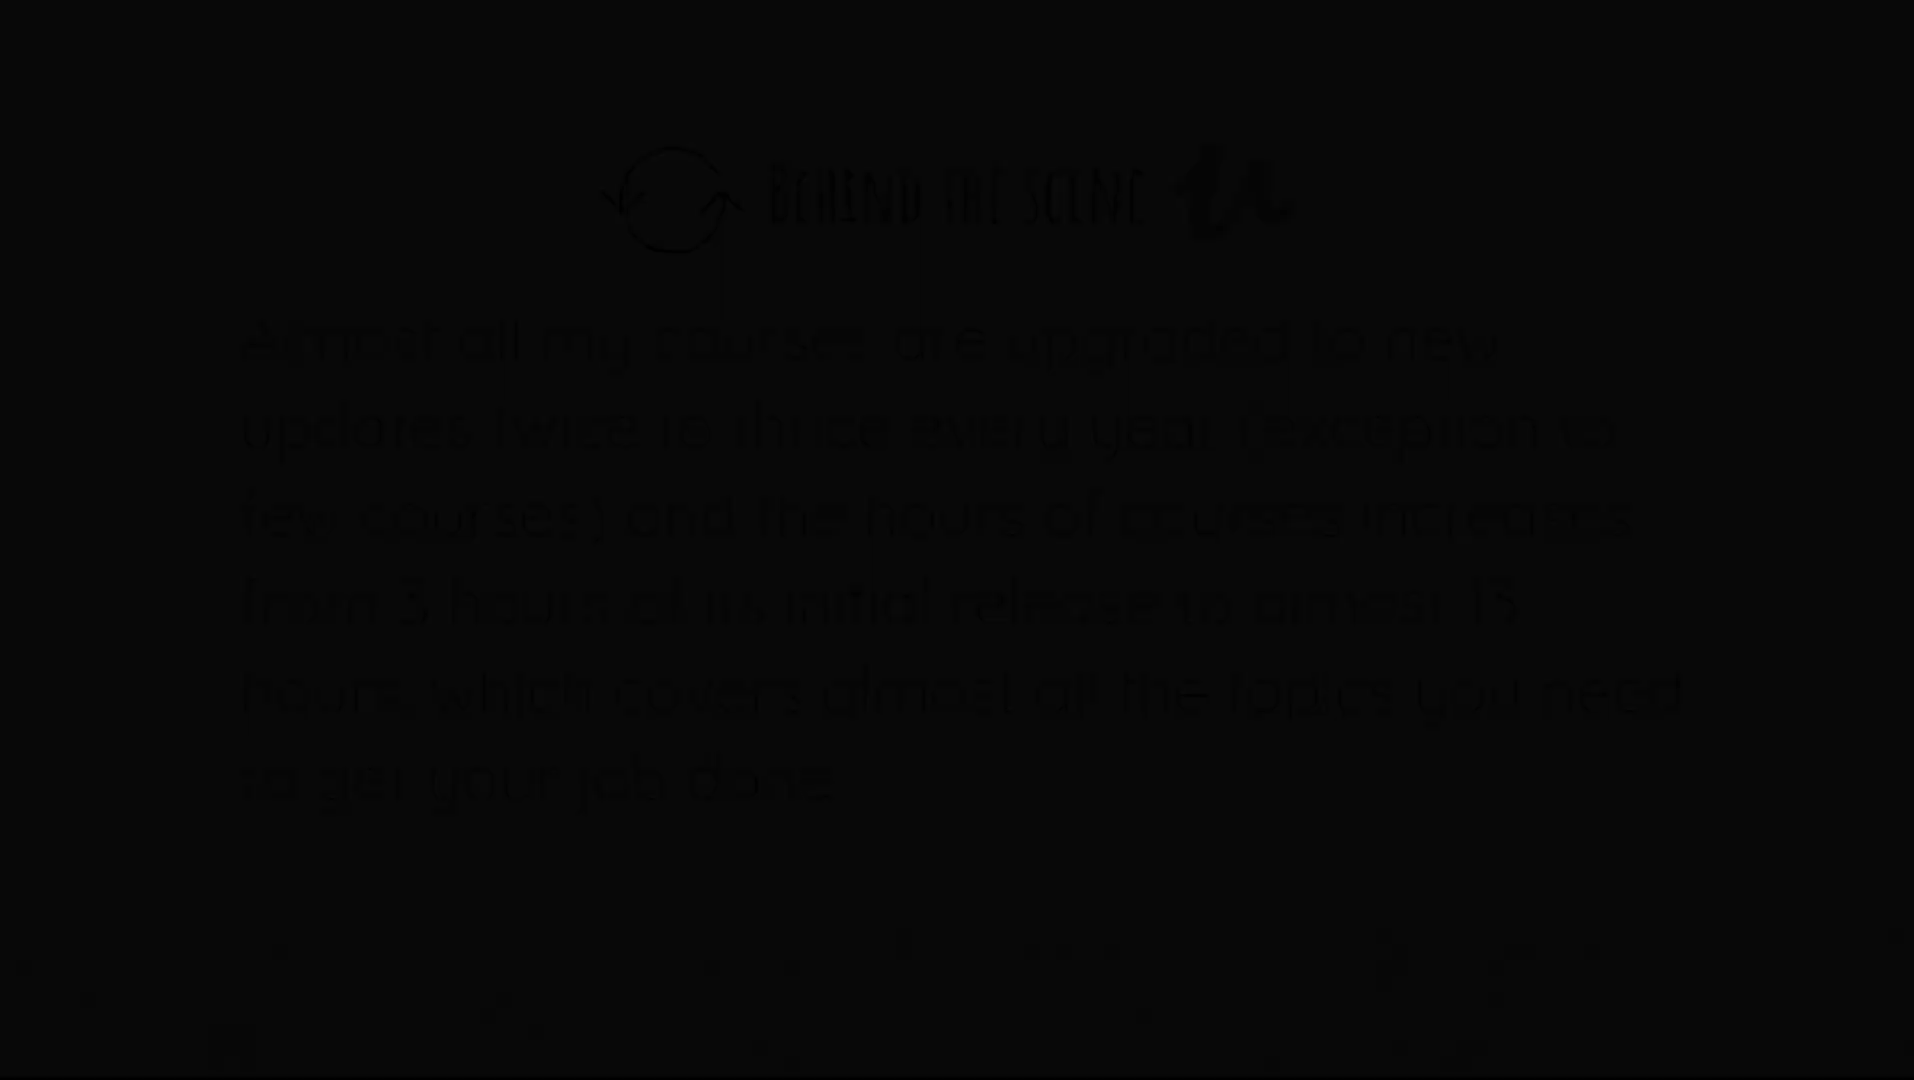 BEHIND THE SCENE
Almost all my courses are upgraded to new
updates twice to thrice every year (exception to
few courses) and the hours of courses increases
from 3 hours at its initial release to almost 15
hours, which covers almost all the topics you need
to get your job done